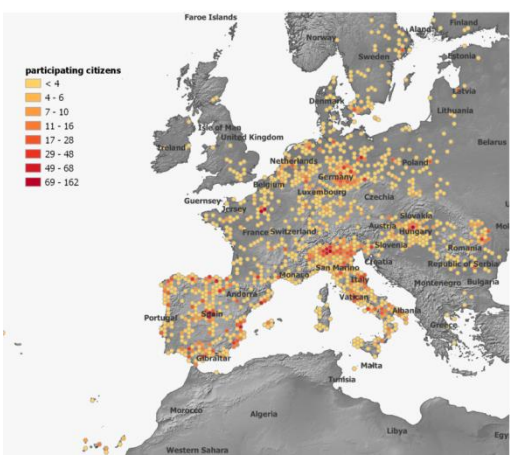 Faroe Islands
Finland
Åland
Norway
Sweden
Estonia
participating citizens
< 4
4 - 6
7 - 10
11 - 16
17 - 28
29 - 48
49 - 68
69 - 162
Latvia
Denmark
Lithuania
Isle of Man
United Kingdom
Ireland
Belarus
Netherlands
Poland
Germany
Belgium
Luxembourg
Czechia
Guernsey
Jersey
Slovakia
Austria
Hungary
France
Switzerland
Slovenia
Romania
Croatia
San Marino
Republic of Serbia
Monaco
Italy
Montenegro
Bulgaria
Andorra
Vatican
Albania
Portugal
Spain
Greece
Gibraltar
Malta
Tunisia
Morocco
Algeria
Libya
Western Sahara